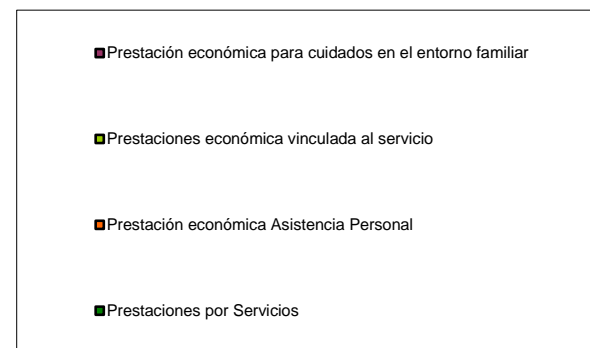 Prestación económica para cuidados en el entorno familiar
Prestaciones económica vinculada al servicio
Prestación económica Asistencia Personal
Prestaciones por Servicios